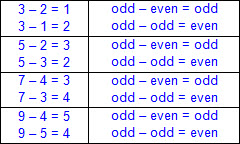 3 – 2 = 1 odd – even = odd
3 – 1 = 2 odd – odd = even
5 – 2 = 3 odd – even = odd
5 – 3 = 2 odd – odd = even
7 – 4 = 3 odd – even = odd
7 – 3 = 4 odd – odd = even
9 – 4 = 5 odd – even = odd
9 – 5 = 4 odd – odd = even